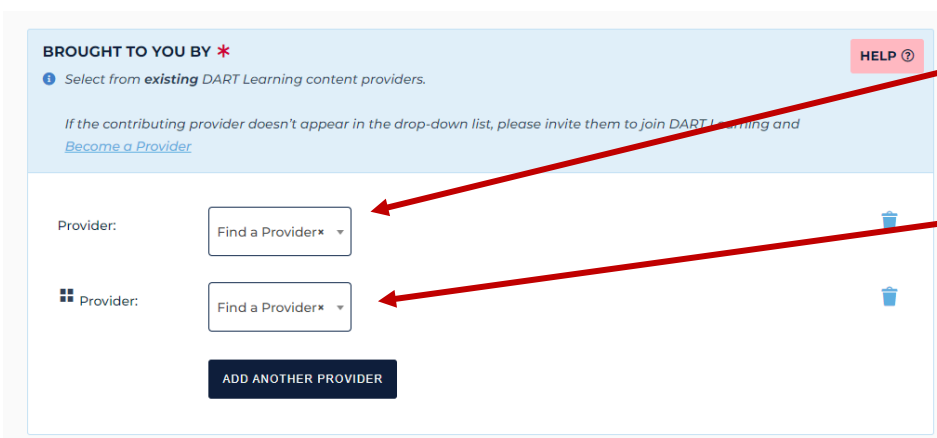 BROUGHT TO YOU BY *
HELP
Select from existing DART Learning content providers.
If the contributing provider doesn't appear in the drop-down list, please invite them to join DART Learning and
Become a Provider
Provider:
Find a Provider×
Provider:
Find a Provider×
ADD ANOTHER PROVIDER